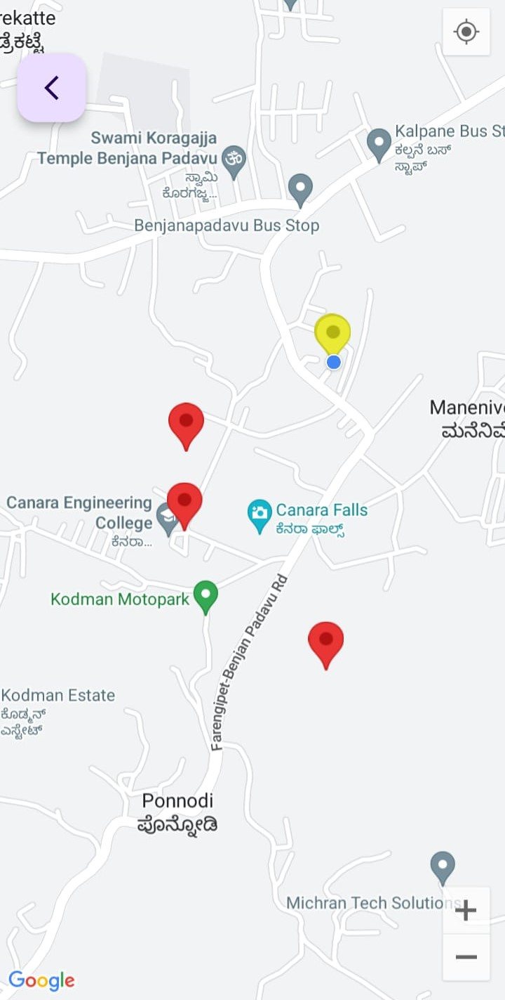 ಡ್ರೆಕಟ್ಟೆ
Kalpane Bus St
ಕಲ್ಪನೆ ಬಸ್
ಸ್ಟಾಪ್
Swami Koragajja
Temple Benjana Padavu
ಸ್ವಾಮಿ
ಕೊರಗಜ್ಜ...
Benjanapadavu Bus Stop
ಮನೆನಿವೆ
Canara Engineering
College
ಕೆನರಾ...
Canara Falls
ಕೆನರಾ ಫಾಲ್ಸ್
Kodman Motopark
Farengipet-Benjan Padavu Rd
Kodman Estate
ಕೊಡ್ಮನ್
ಎಸ್ಟೇಟ್
Ponnodi
ಪೊನ್ನೋಡಿ
Michran Tech Solutions
Google